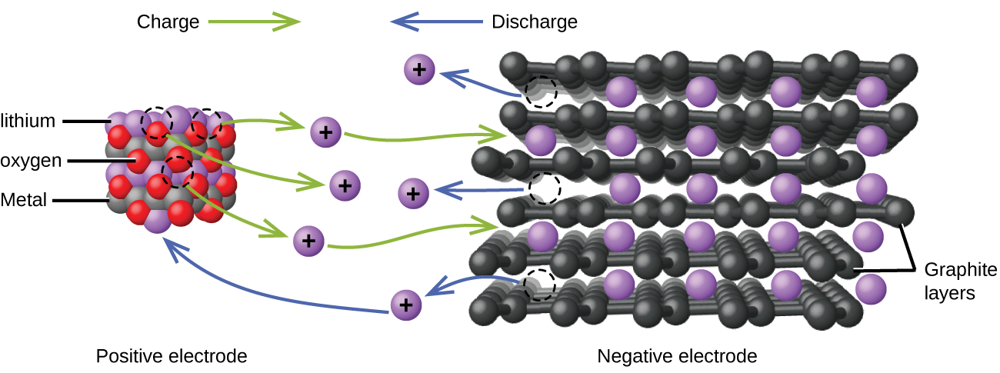 Charge
Discharge
lithium
oxygen
Metal
+
+
+
+
+
+
Graphite
layers
Positive electrode
Negative electrode